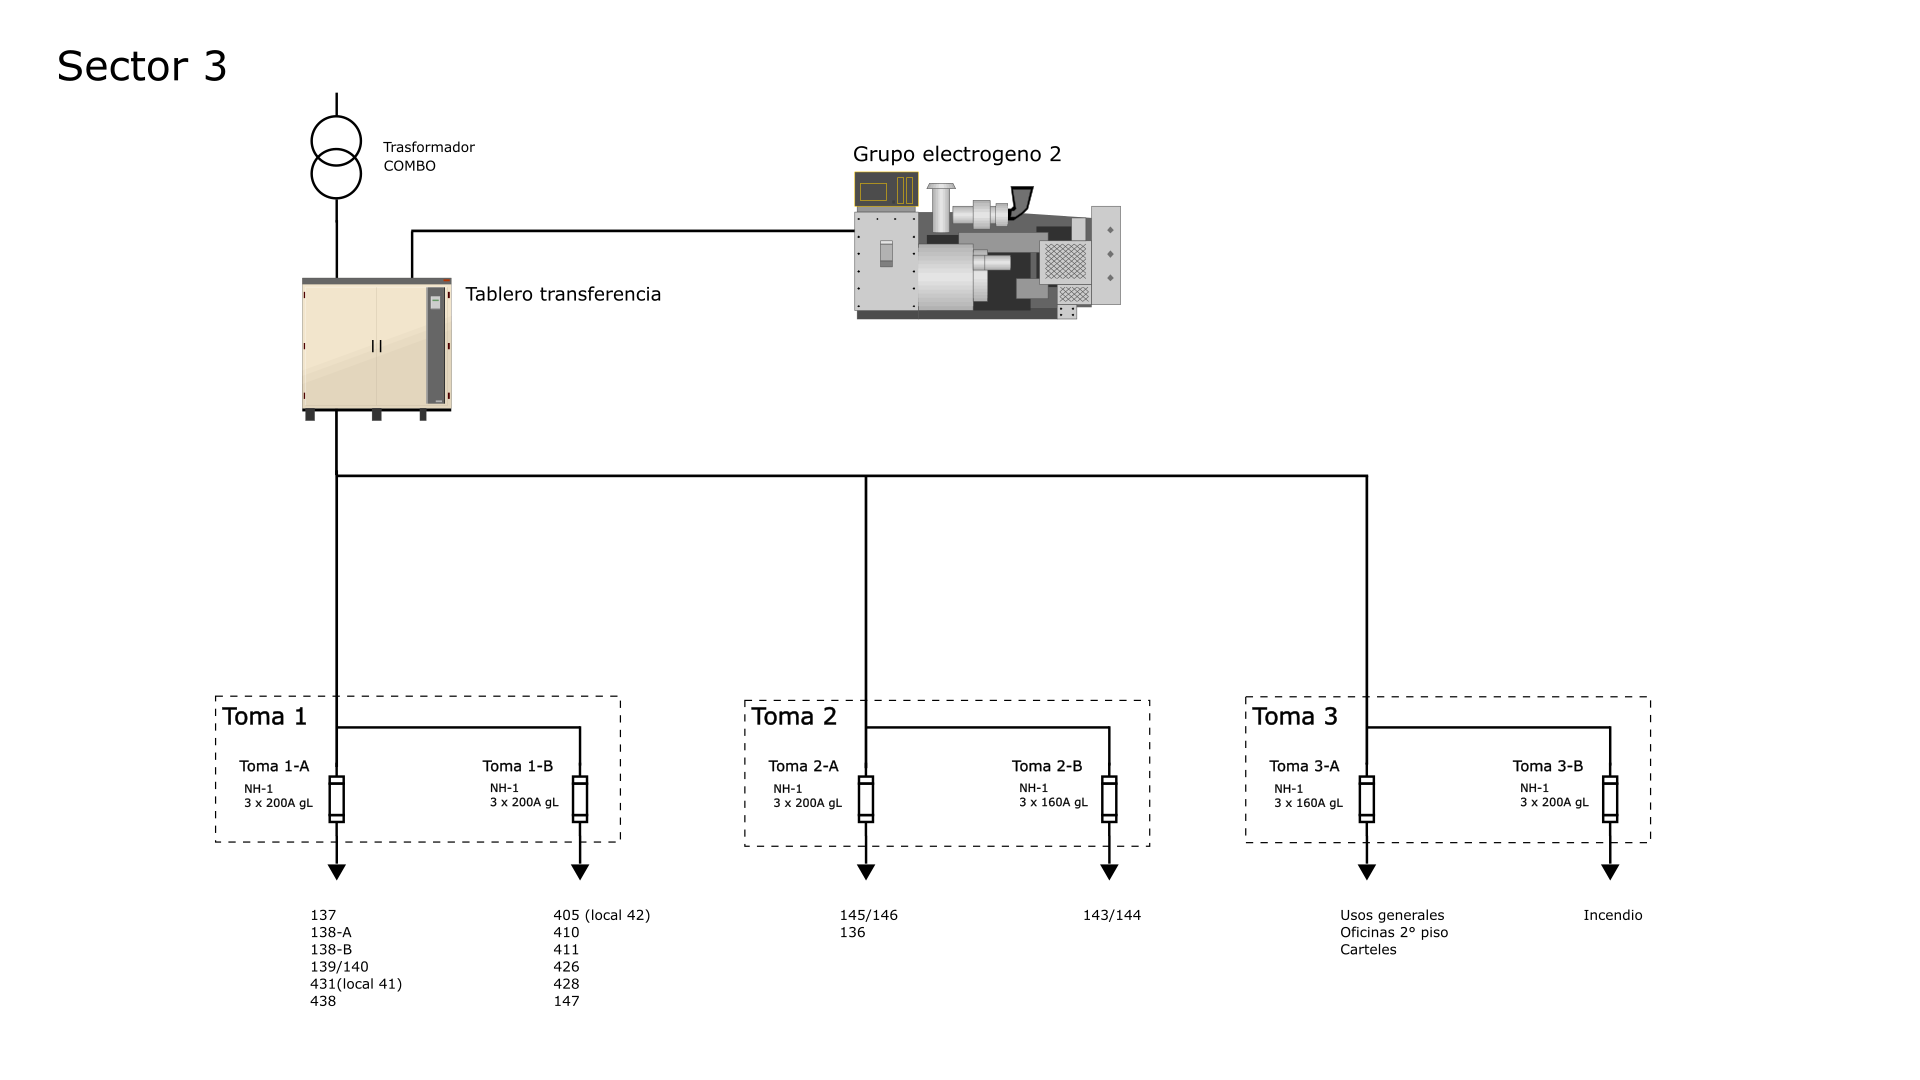 Sector 3
Trasformador
COMBO
Grupo electrogeno 2
Tablero transferencia
Toma 1
Toma 1-A
NH-1
3 x 200A gL
Toma 1-B
NH-1
3 x 200A gL
Toma 2
Toma 2-A
NH-1
3 x 200A gL
Toma 2-B
NH-1
3 x 160A gL
Toma 3
Toma 3-A
NH-1
3 x 160A gL
Toma 3-B
NH-1
3 x 200A gL
137
138-A
138-B
139/140
431(local 41)
438
405 (local 42)
410
411
426
428
147
145/146
136
143/144
Usos generales
Oficinas 2° piso
Carteles
Incendio